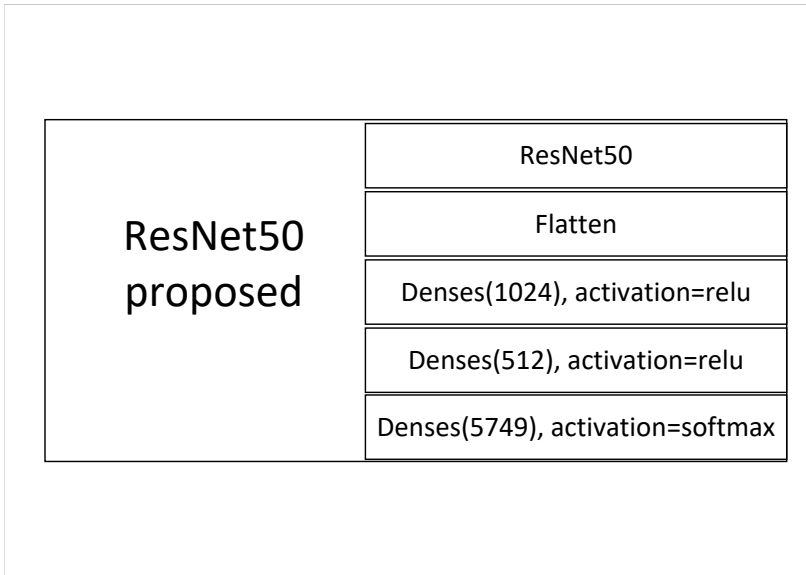 ResNet50
proposed
ResNet50
Flatten
Denses(1024), activation=relu
Denses(512), activation=relu
Denses(5749), activation=softmax